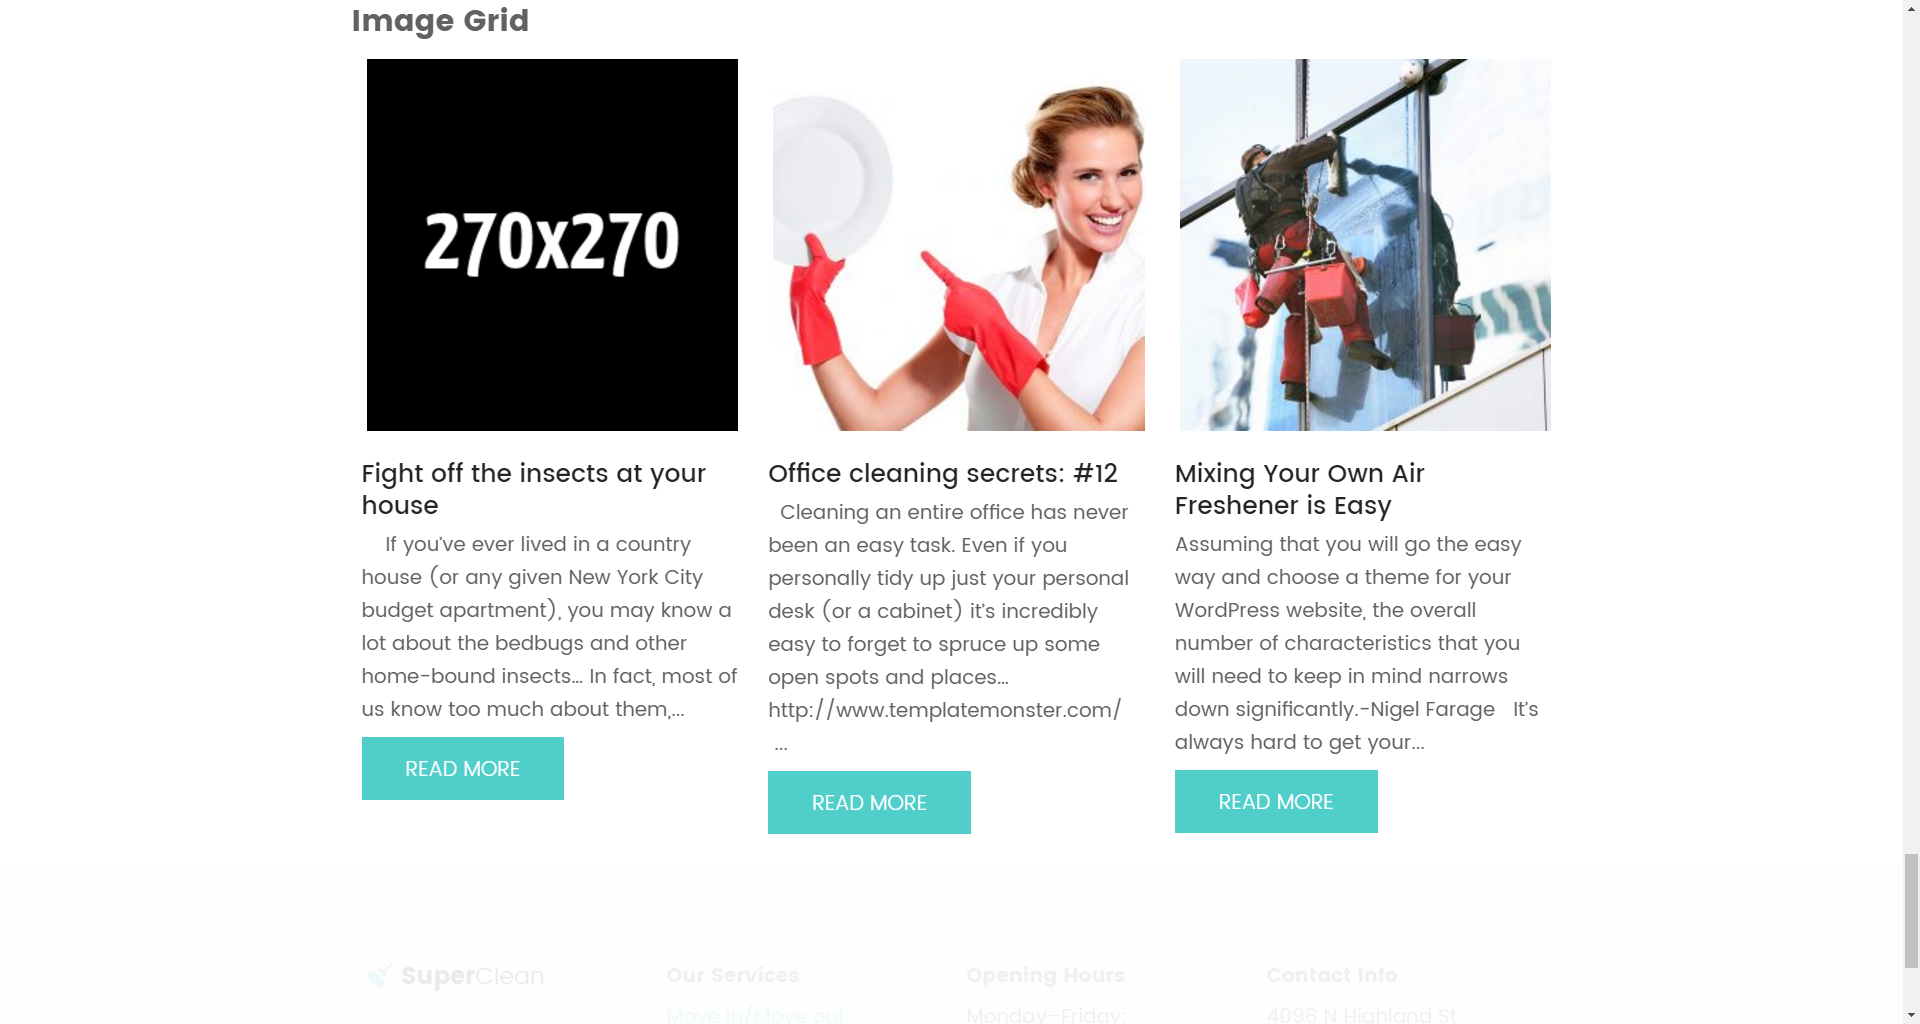 Image Grid
270x270
Fight off the insects at your
house
If you've ever lived in a country
house (or any given New York City
budget apartment), you may know a
lot about the bedbugs and other
home-bound insects... In fact, most of
us know too much about them,...
READ MORE
Office cleaning secrets: #12
Cleaning an entire office has never
been an easy task. Even if you
personally tidy up just your personal
desk (or a cabinet) it's incredibly
easy to forget to spruce up some
open spots and places...
http://www.templatemonster.com/
...
READ MORE
Mixing Your Own Air
Freshener is Easy
Assuming that you will go the easy
way and choose a theme for your
WordPress website, the overall
number of characteristics that you
will need to keep in mind narrows
down significantly.-Nigel Farage It's
always hard to get your...
READ MORE
SuperClean
Our Services
Move in/Move out
Opening Hours
Monday–Friday:
Contact Info
4096 N Highland St,